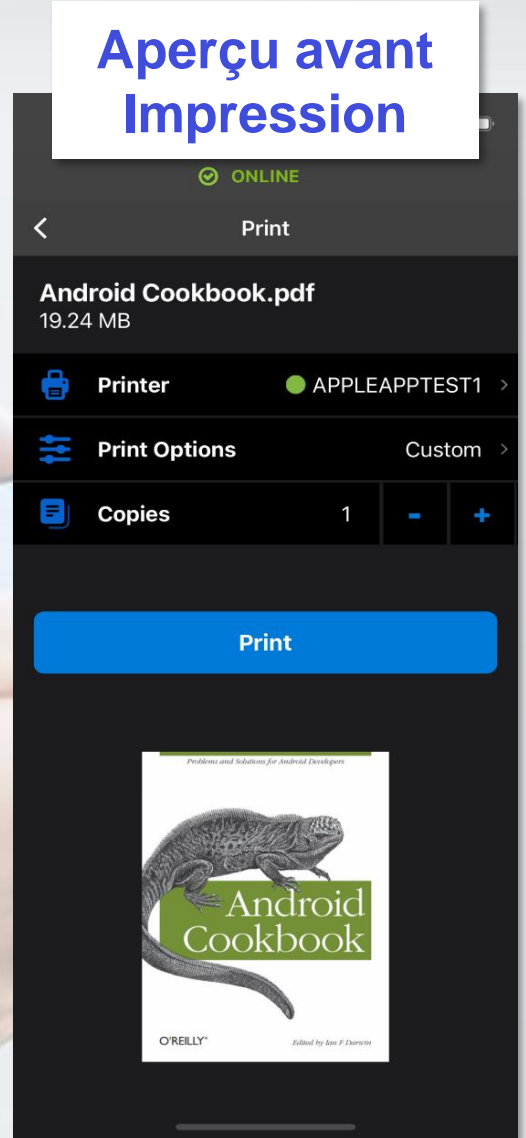 Aperçu avant
Impression
ONLINE
Print
Android Cookbook.pdf
19.24 MB
Printer APPLEAPPTEST1
Print Options Custom
Copies 1 - +
Print
Problems and Solutions for Android Developers
Android
Cookbook
O'REILLY® Edited by Ian F. Darwin